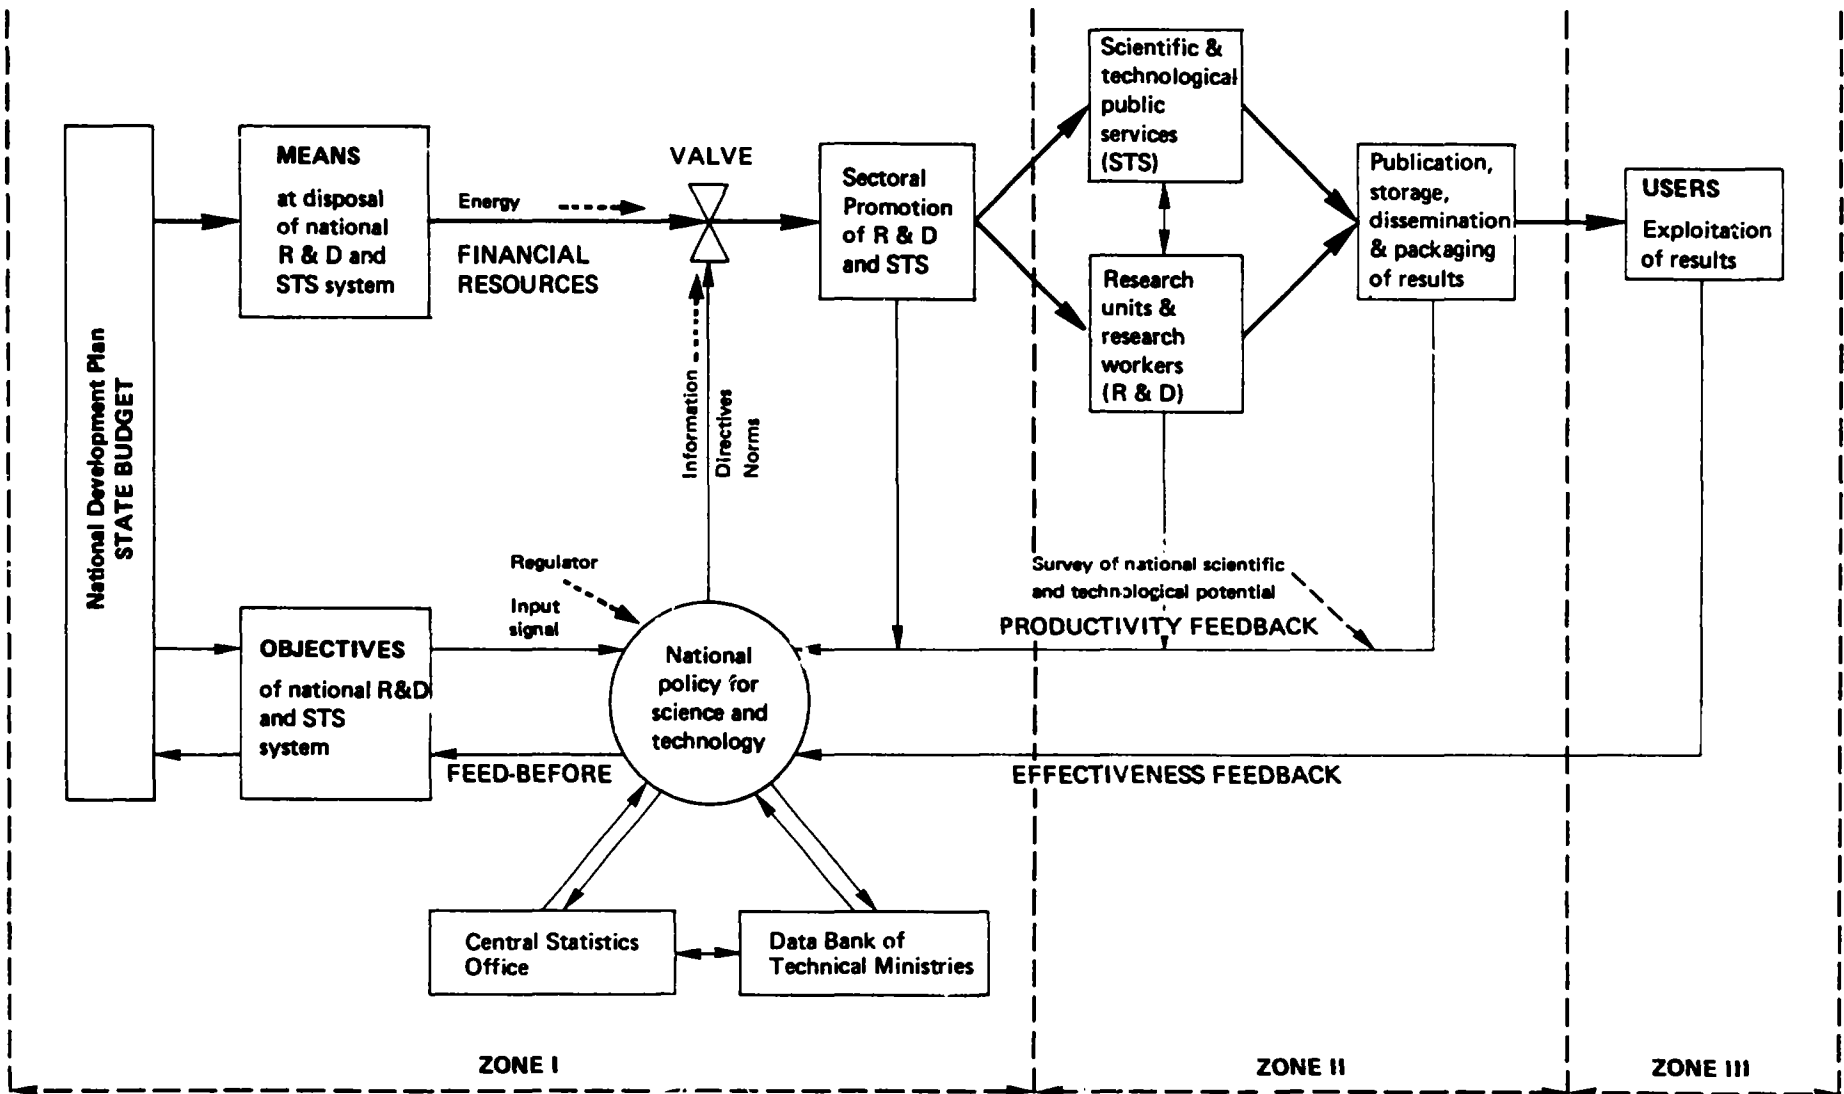 National Development Plan
STATE BUDGET
MEANS
at disposal
of national
R & D and
STS system
Energy
FINANCIAL
RESOURCES
VALVE
Information
Directives
Norms
Sectoral
Promotion
of R & D
and STS
Scientific &
technological
public
services
(STS)
Research
units &
research
workers
(R & D)
Publication,
storage,
dissemination
& packaging
of results
USERS
Exploitation
of results
Regulator
Input
signal
OBJECTIVES
of national R&D
and STS
system
National
policy for
science and
technology
Survey of national scientific
and technological potential
PRODUCTIVITY FEEDBACK
FEED-BEFORE
EFFECTIVENESS FEEDBACK
Central Statistics
Office
Data Bank of
Technical Ministries
ZONE I
ZONE II
ZONE III